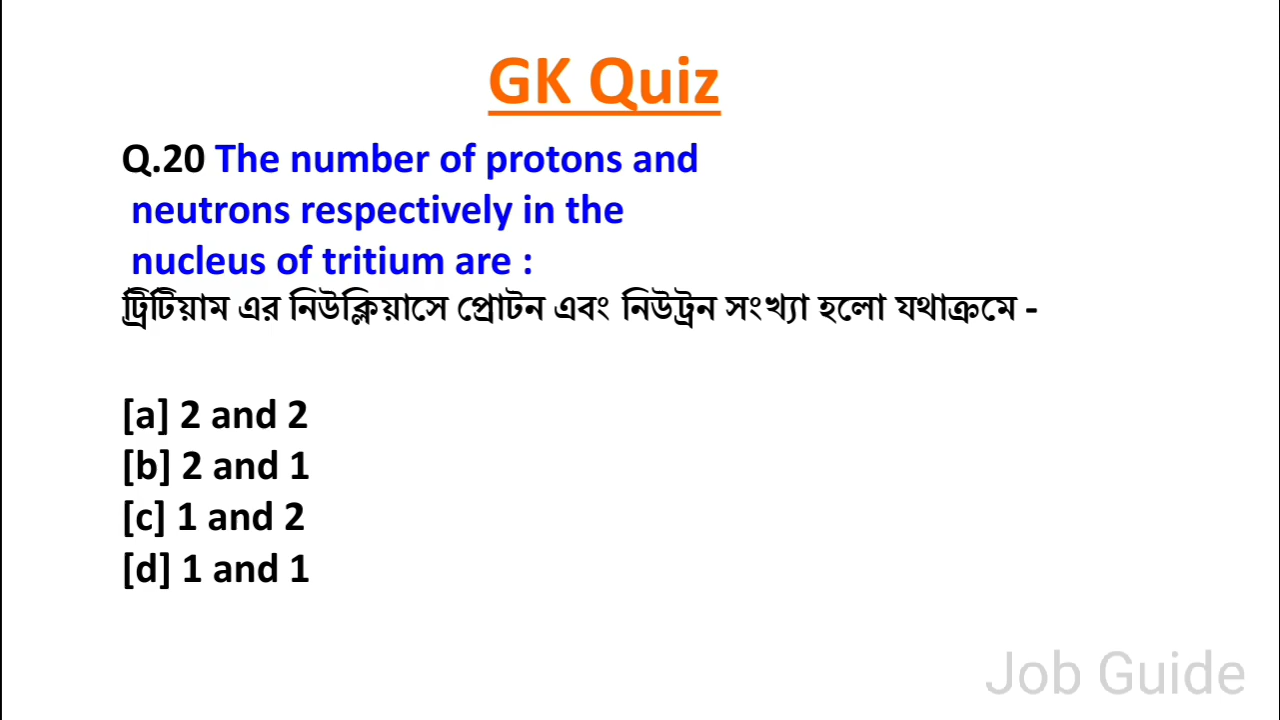 GK Quiz
Q.20 The number of protons and
neutrons respectively in the
nucleus of tritium are :
ট্রিটিয়াম এর নিউক্লিয়াসে প্রোটন এবং নিউট্রন সংখ্যা হলো যথাক্রমে -
[a] 2 and 2
[b] 2 and 1
[c] 1 and 2
[d] 1 and 1
Job Guide